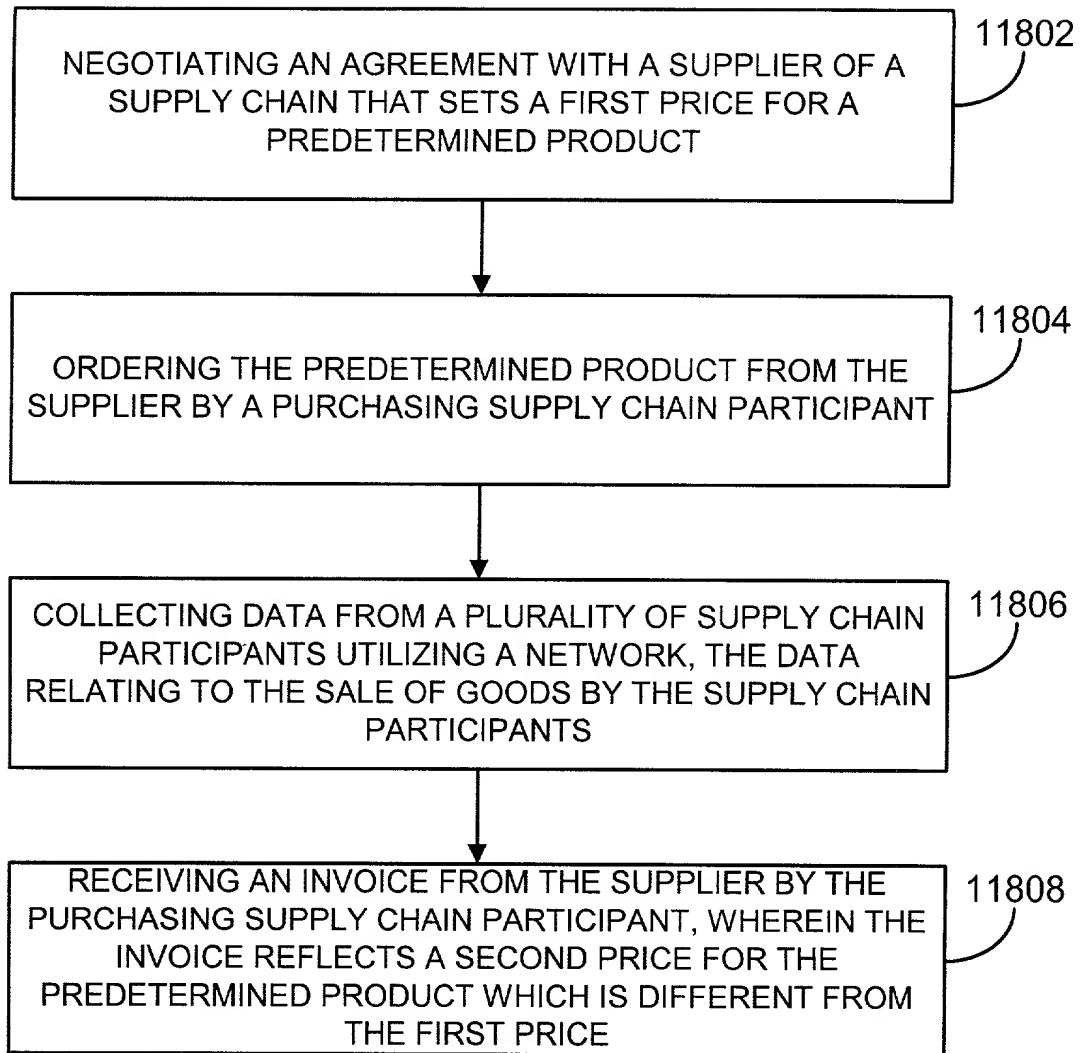 11802
NEGOTIATING AN AGREEMENT WITH A SUPPLIER OF A
SUPPLY CHAIN THAT SETS A FIRST PRICE FOR A
PREDETERMINED PRODUCT
11804
ORDERING THE PREDETERMINED PRODUCT FROM THE
SUPPLIER BY A PURCHASING SUPPLY CHAIN PARTICIPANT
11806
COLLECTING DATA FROM A PLURALITY OF SUPPLY CHAIN
PARTICIPANTS UTILIZING A NETWORK, THE DATA
RELATING TO THE SALE OF GOODS BY THE SUPPLY CHAIN
PARTICIPANTS
11808
RECEIVING AN INVOICE FROM THE SUPPLIER BY THE
PURCHASING SUPPLY CHAIN PARTICIPANT, WHEREIN THE
INVOICE REFLECTS A SECOND PRICE FOR THE
PREDETERMINED PRODUCT WHICH IS DIFFERENT FROM
THE FIRST PRICE